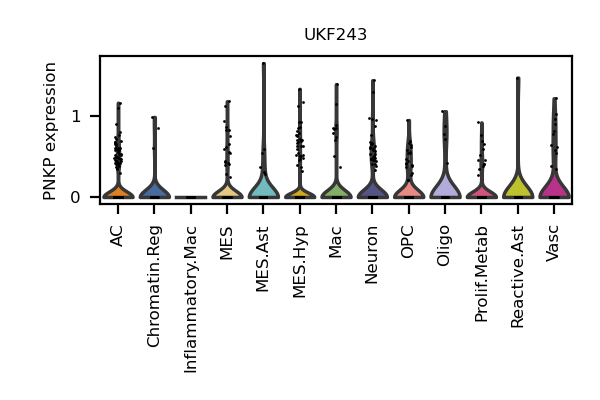 UKF243
PNKP expression
1
0
AC
Chromatin.Reg
Inflammatory.Mac
MES
MES.Ast
MES.Hyp
Mac
Neuron
OPC
Oligo
Prolif.Metab
Reactive.Ast
Vasc